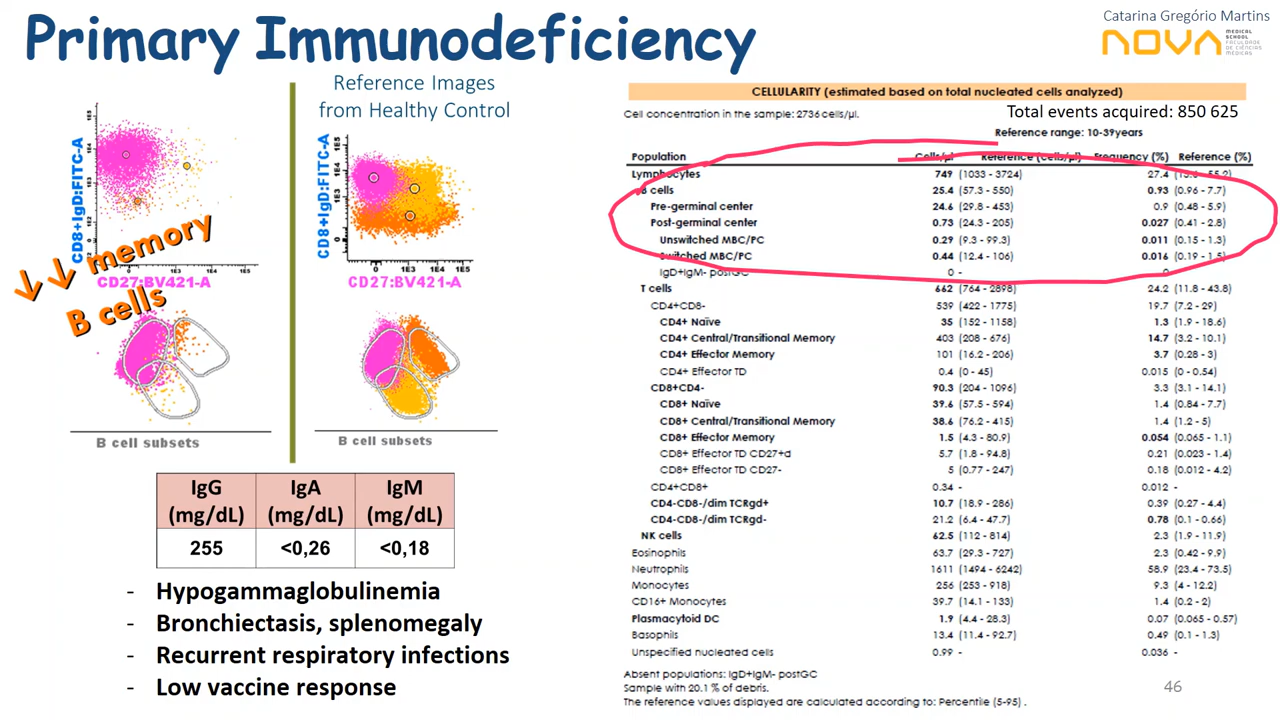 Catarina Gregório Martins
Primary Immunodeficiency
NOVA
MEDICAL
SCHOOL
FACULDADE
DE CIÊNCIAS
MÉDICAS
Reference Images
from Healthy Control
CD8+IgD:FITC-A
1E5
1E4
1E3
1E2
0
0
1E3
1E4
1E5
CD27:BV421-A
CD8+IgD:FITC-A
1E5
1E4
1E3
0
0
1E3
1E4
CD27:BV421-A
↓↓ memory
B cells
B cell subsets
B cell subsets
IgG (mg/dL) IgA (mg/dL) IgM (mg/dL)
255 <0,26 <0,18
- Hypogammaglobulinemia
- Bronchiectasis, splenomegaly
- Recurrent respiratory infections
- Low vaccine response
CELLULARITY (estimated based on total nucleated cells analyzed)
Cell concentration in the sample: 2736 cells/µl.
Total events acquired: 850 625
Reference range: 10-39years
Population Cells/µl Reference (cells/µl) Frequency (%) Reference (%)
Lymphocytes 749 (1033 - 3724) 27.4
B cells 25.4 (57.3 - 550) 0.93 (0.96 - 7.7)
Pre-germinal center 24.6 (29.8 - 453) 0.9 (0.48 - 5.9)
Post-germinal center 0.73 (24.3 - 205) 0.027 (0.41 - 2.8)
Unswitched MBC/PC 0.29 (9.3 - 99.3) 0.011 (0.15 - 1.3)
Switched MBC/PC 0.44 (12.4 - 106) 0.016 (0.19 - 1.5)
IgD+IgM- postGC 0 - 0
T cells 662 (764 - 2898) 24.2 (11.8 - 43.8)
CD4+CD8- 539 (422 - 1775) 19.7 (7.2 - 29)
CD4+ Naïve 35 (152 - 1158) 1.3 (1.9 - 18.6)
CD4+ Central/Transitional Memory 403 (208 - 676) 14.7 (3.2 - 10.1)
CD4+ Effector Memory 101 (16.2 - 206) 3.7 (0.28 - 3)
CD4+ Effector TD 0.4 (0 - 45) 0.015 (0 - 0.54)
CD8+CD4- 90.3 (204 - 1096) 3.3 (3.1 - 14.1)
CD8+ Naïve 39.6 (57.5 - 594) 1.4 (0.84 - 7.7)
CD8+ Central/Transitional Memory 38.6 (76.2 - 415) 1.4 (1.2 - 5)
CD8+ Effector Memory 1.5 (4.3 - 80.9) 0.054 (0.065 - 1.1)
CD8+ Effector TD CD27+d 5.7 (1.8 - 94.8) 0.21 (0.023 - 1.4)
CD8+ Effector TD CD27- 5 (0.77 - 247) 0.18 (0.012 - 4.2)
CD4+CD8+ 0.34 - 0.012 -
CD4-CD8-/dim TCRgd+ 10.7 (18.9 - 286) 0.39 (0.27 - 4.4)
CD4-CD8-/dim TCRgd- 21.2 (6.4 - 47.7) 0.78 (0.1 - 0.66)
NK cells 62.5 (112 - 814) 2.3 (1.9 - 11.9)
Eosinophils 63.7 (29.3 - 727) 2.3 (0.42 - 9.9)
Neutrophils 1611 (1494 - 6242) 58.9 (23.4 - 73.5)
Monocytes 256 (253 - 918) 9.3 (4 - 12.2)
CD16+ Monocytes 39.7 (14.1 - 133) 1.4 (0.2 - 2)
Plasmacytoid DC 1.9 (4.4 - 28.3) 0.07 (0.065 - 0.57)
Basophils 13.4 (11.4 - 92.7) 0.49 (0.1 - 1.3)
Unspecified nucleated cells 0.99 - 0.036 -
Absent populations: IgD+IgM- postGC
Sample with 20.1 % of debris.
The reference values displayed are calculated according to: Percentile (5-95) .
46